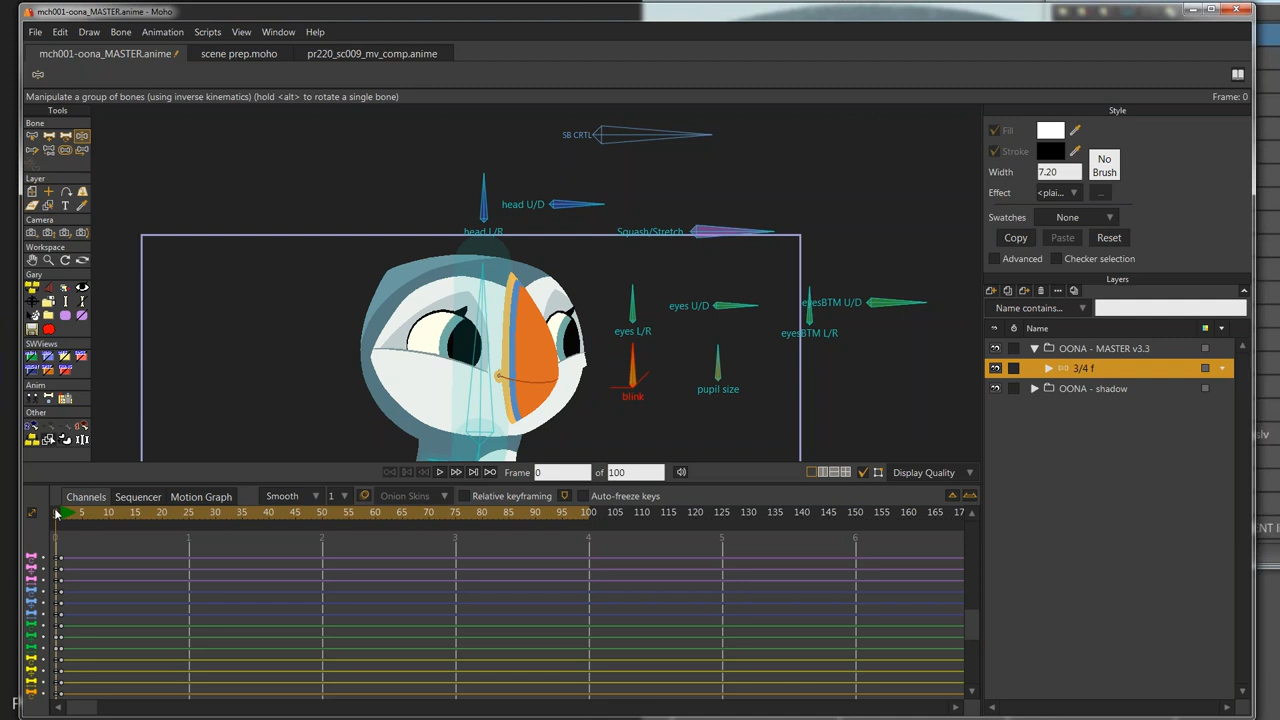 mch001-oona_MASTER.anime - Moho
File Edit Draw Bone Animation Scripts View Window Help
mch001-oona_MASTER.anime scene prep.moho pr220_sc009_mv_comp.anime
Manipulate a group of bones (using inverse kinematics) (hold <alt> to rotate a single bone) Frame: 0
Tools
Bone
Layer
Camera
Workspace
Gary
SWViews
Anim
Other
SB CRTL
head U/D
head L/R
Squash/Stretch
eyes U/D
eyesBTM U/D
eyes L/R
eyesBTM L/R
blink
pupil size
Style
Fill
Stroke
No Brush
Width 7.20
Effect <plai... ...
Swatches None
Copy Paste Reset
Advanced Checker selection
Layers
Name contains...
Name
OONA - MASTER v3.3
3/4 f
OONA - shadow
Frame 0 of 100 Display Quality
Channels Sequencer Motion Graph Smooth 1 Onion Skins Relative keyframing Auto-freeze keys
5 10 15 20 25 30 35 40 45 50 55 60 65 70 75 80 85 90 95 100 105 110 115 120 125 130 135 140 145 150 155 160 165 17
0 1 2 3 4 5 6